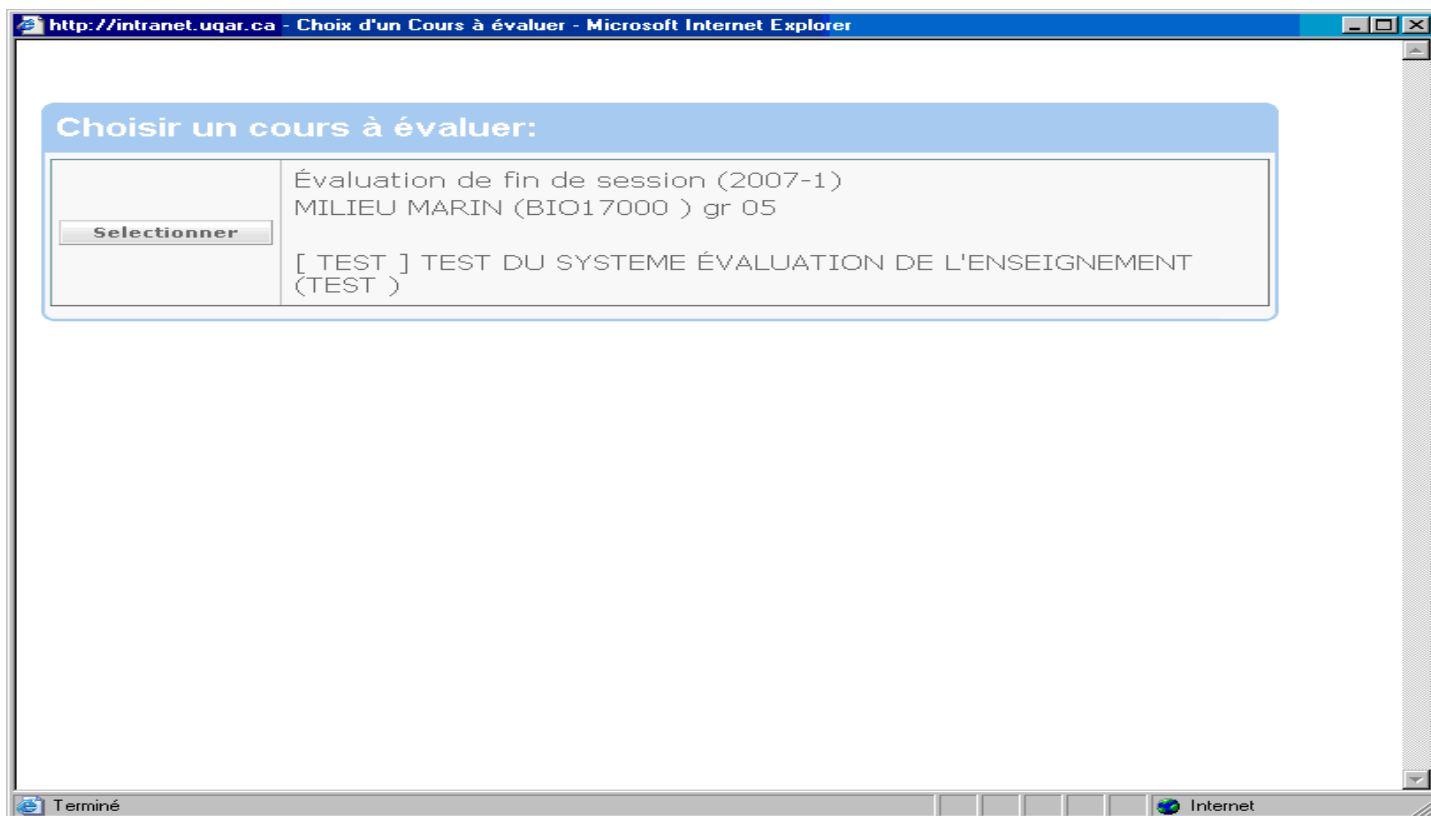 http://intranet.uqar.ca - Choix d'un Cours à évaluer - Microsoft Internet Explorer
Choisir un cours à évaluer:
Selectionner
Évaluation de fin de session (2007-1)
MILIEU MARIN (BIO17000 ) gr 05
[ TEST ] TEST DU SYSTEME ÉVALUATION DE L'ENSEIGNEMENT
(TEST )
Terminé
Internet